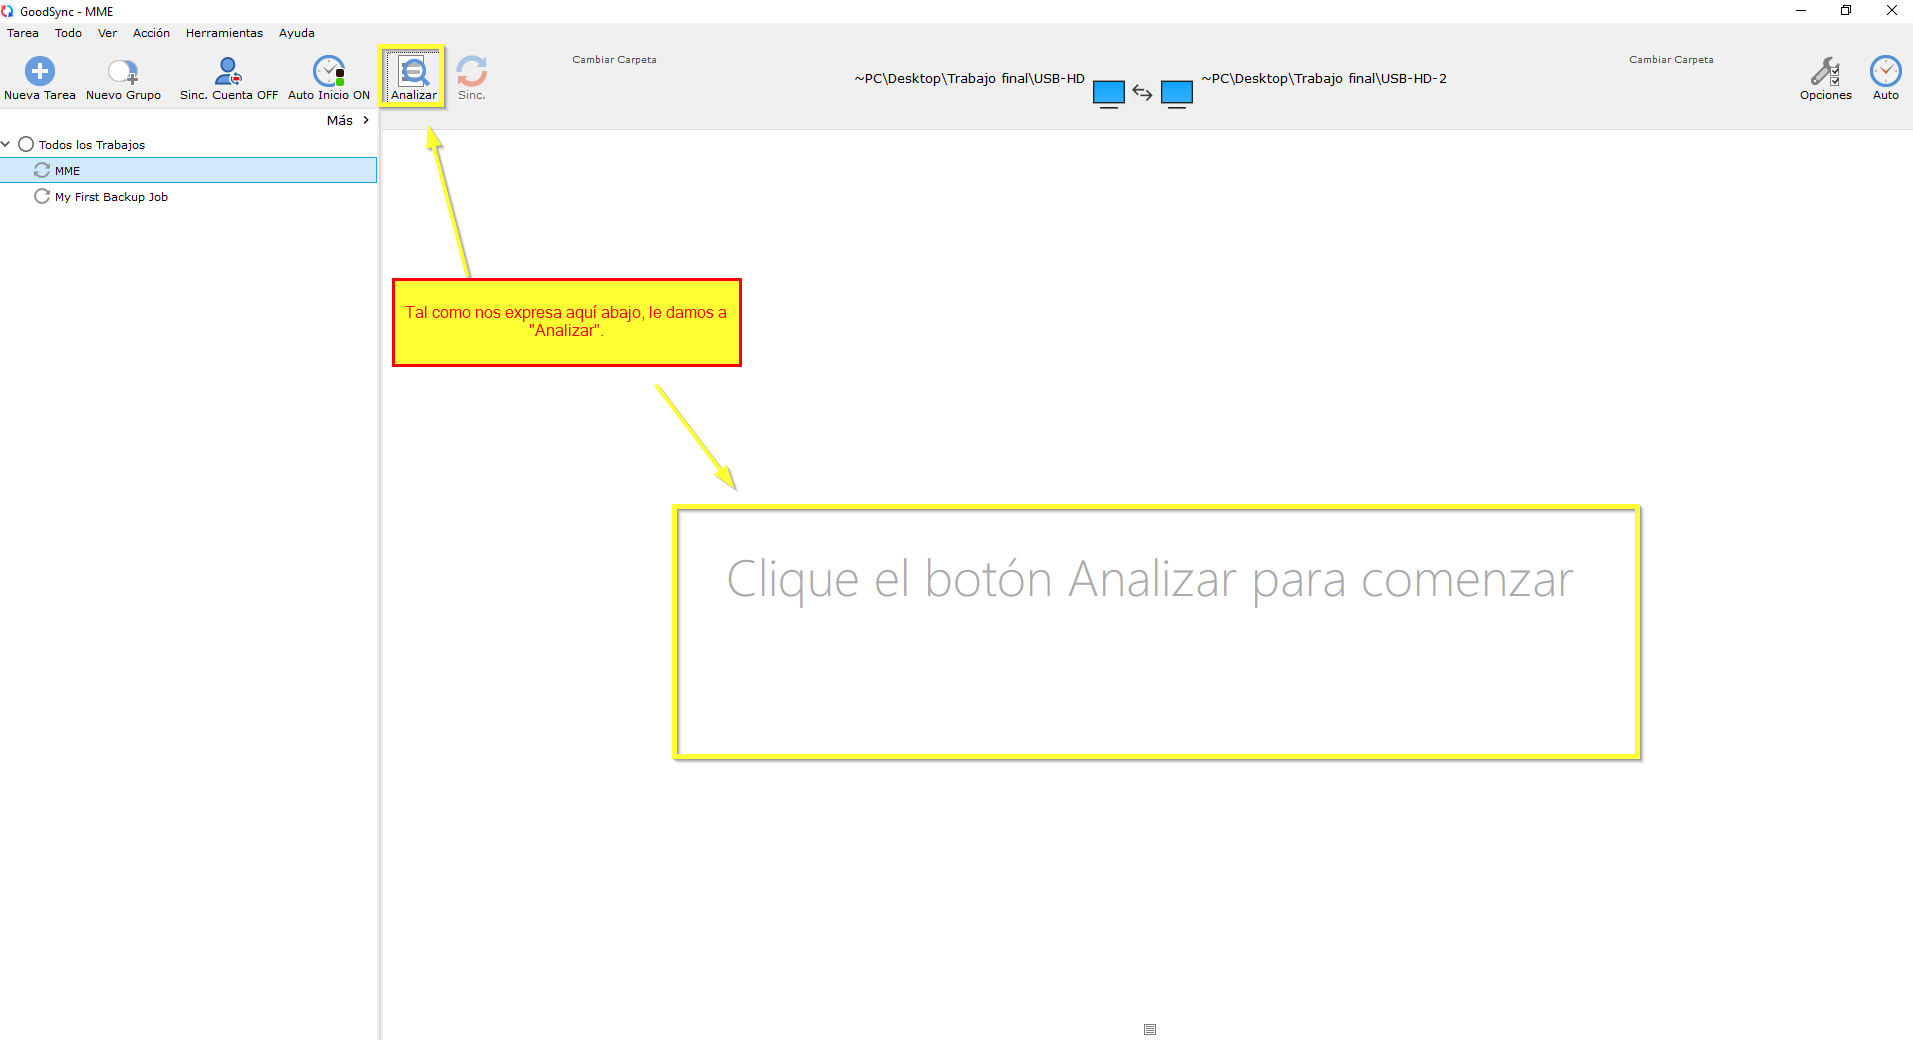 GoodSync - MME
Tarea Todo Ver Acción Herramientas Ayuda
Nueva Tarea Nuevo Grupo Sinc. Cuenta OFF Auto Inicio ON Analizar Sinc.
Cambiar Carpeta
~PC\Desktop\Trabajo final\USB-HD
~PC\Desktop\Trabajo final\USB-HD-2
Cambiar Carpeta
Opciones Auto
Más
Todos los Trabajos
MME
My First Backup Job
Tal como nos expresa aquí abajo, le damos a
"Analizar".
Clique el botón Analizar para comenzar